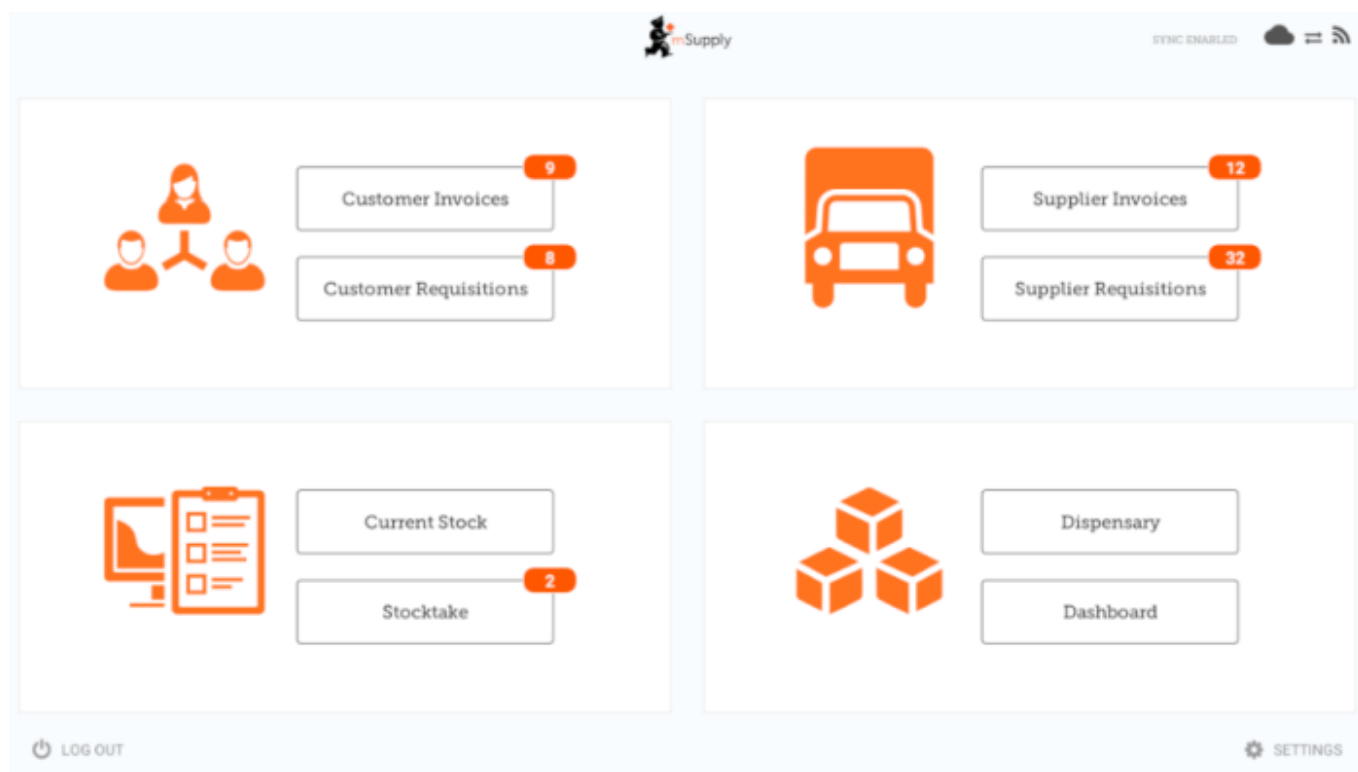 mSupply
SYNC ENABLED
9
Customer Invoices
8
Customer Requisitions
12
Supplier Invoices
32
Supplier Requisitions
Current Stock
2
Stocktake
Dispensary
Dashboard
LOG OUT
SETTINGS